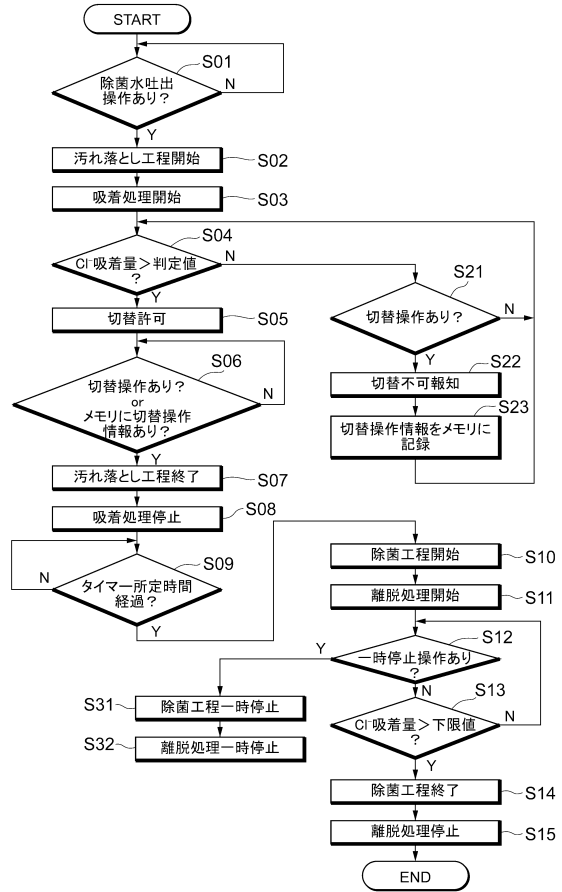 START
S01
除菌水吐出
操作あり？
N
Y
汚れ落とし工程開始
S02
吸着処理開始
S03
S04
Cl⁻吸着量＞判定値
？
N
Y
切替許可
S05
S06
切替操作あり？
or
メモリに切替操作
情報あり？
N
Y
汚れ落とし工程終了
S07
吸着処理停止
S08
S09
タイマー所定時間
経過？
N
Y
S21
切替操作あり？
N
Y
S22
切替不可報知
S23
切替操作情報をメモリに
記録
除菌工程開始
S10
離脱処理開始
S11
S12
一時停止操作あり
？
Y
N
S31
除菌工程一時停止
S32
離脱処理一時停止
S13
Cl⁻吸着量＞下限値
？
N
Y
除菌工程終了
S14
離脱処理停止
S15
END